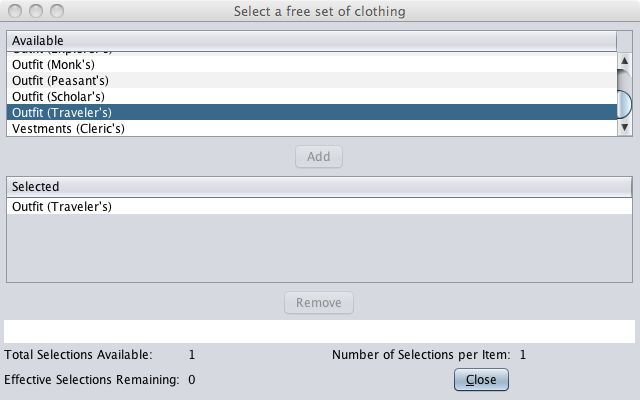 Select a free set of clothing
Available
Outfit (Explorer's)
Outfit (Monk's)
Outfit (Peasant's)
Outfit (Scholar's)
Outfit (Traveler's)
Vestments (Cleric's)
Add
Selected
Outfit (Traveler's)
Remove
Total Selections Available: 1 Number of Selections per Item: 1
Effective Selections Remaining: 0 Close